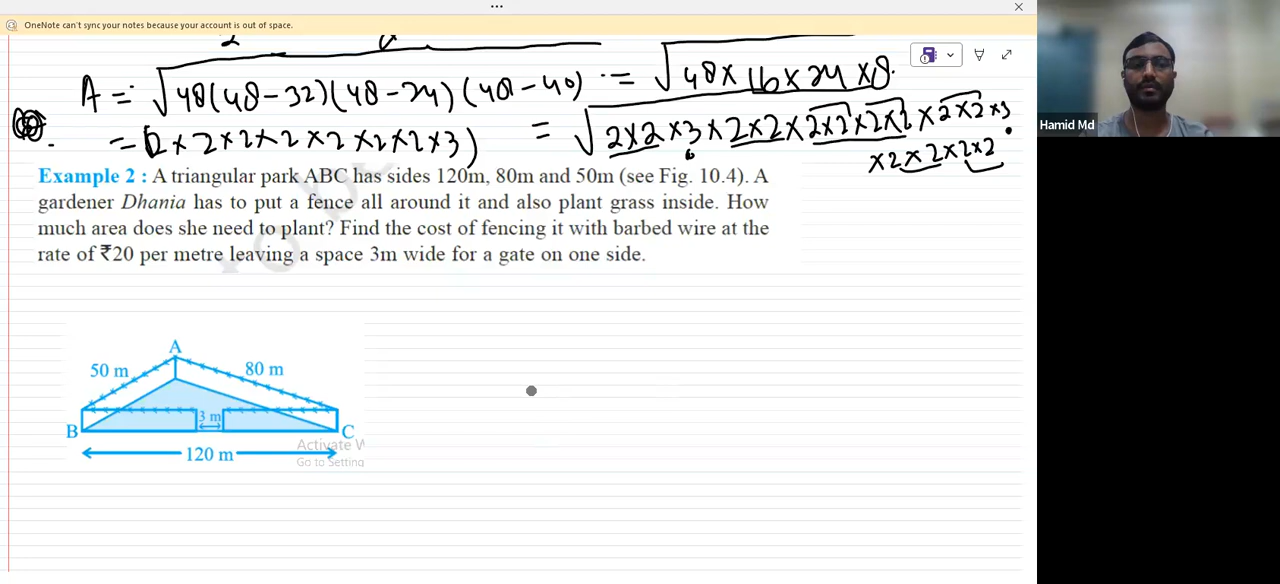 OneNote can't sync your notes because your account is out of space.
A = √48(48-32)(48-24)(48-40) = √48×16×24×8
= (2×2×2×2×2×2×2×3) = √2×2×3×2×2×2×2×2×2×2×2×3
×2×2×2×2
Example 2 : A triangular park ABC has sides 120m, 80m and 50m (see Fig. 10.4). A
gardener Dhania has to put a fence all around it and also plant grass inside. How
much area does she need to plant? Find the cost of fencing it with barbed wire at the
rate of ₹20 per metre leaving a space 3m wide for a gate on one side.
A
50 m
80 m
3 m
B
C
120 m
Activate
Go to Setting
Hamid Md